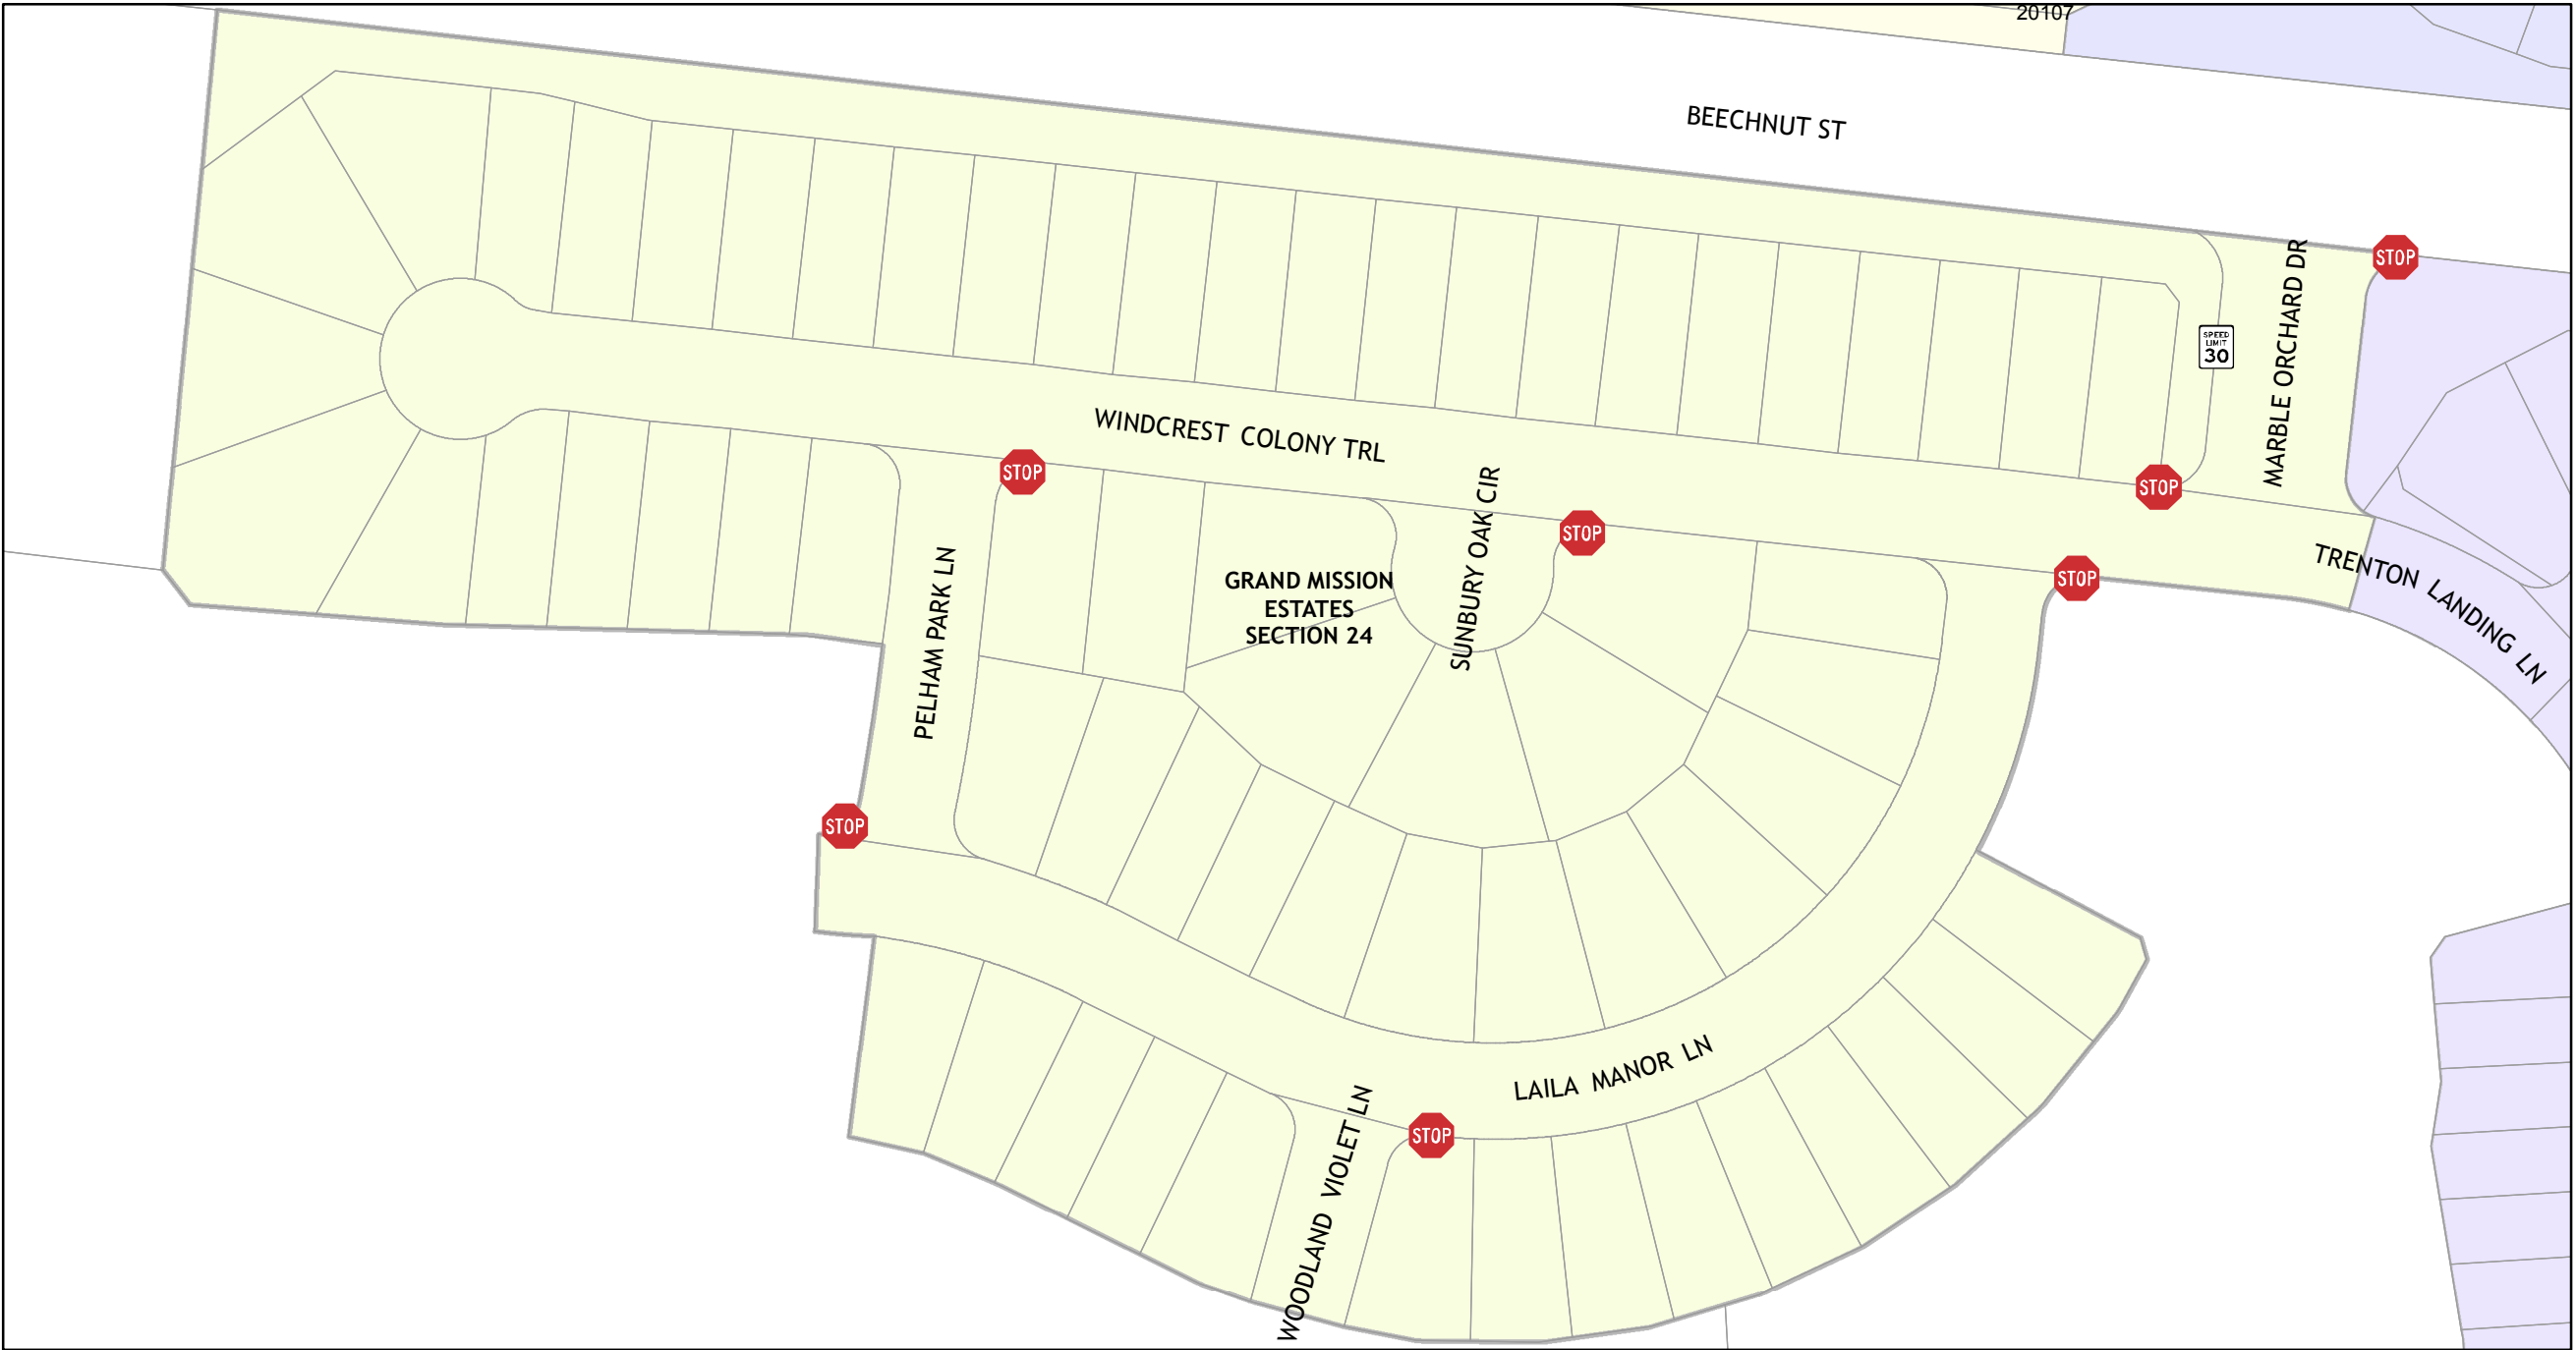 20107
BEECHNUT ST
STOP
MARBLE ORCHARD DR
SPEED
LIMIT
30
WINDCREST COLONY TRL
STOP
STOP
SUNBURY OAK CIR
STOP
GRAND MISSION
ESTATES
SECTION 24
STOP
TRENTON LANDING LN
PELHAM PARK LN
STOP
LAILA MANOR LN
STOP
WOODLAND VIOLET LN